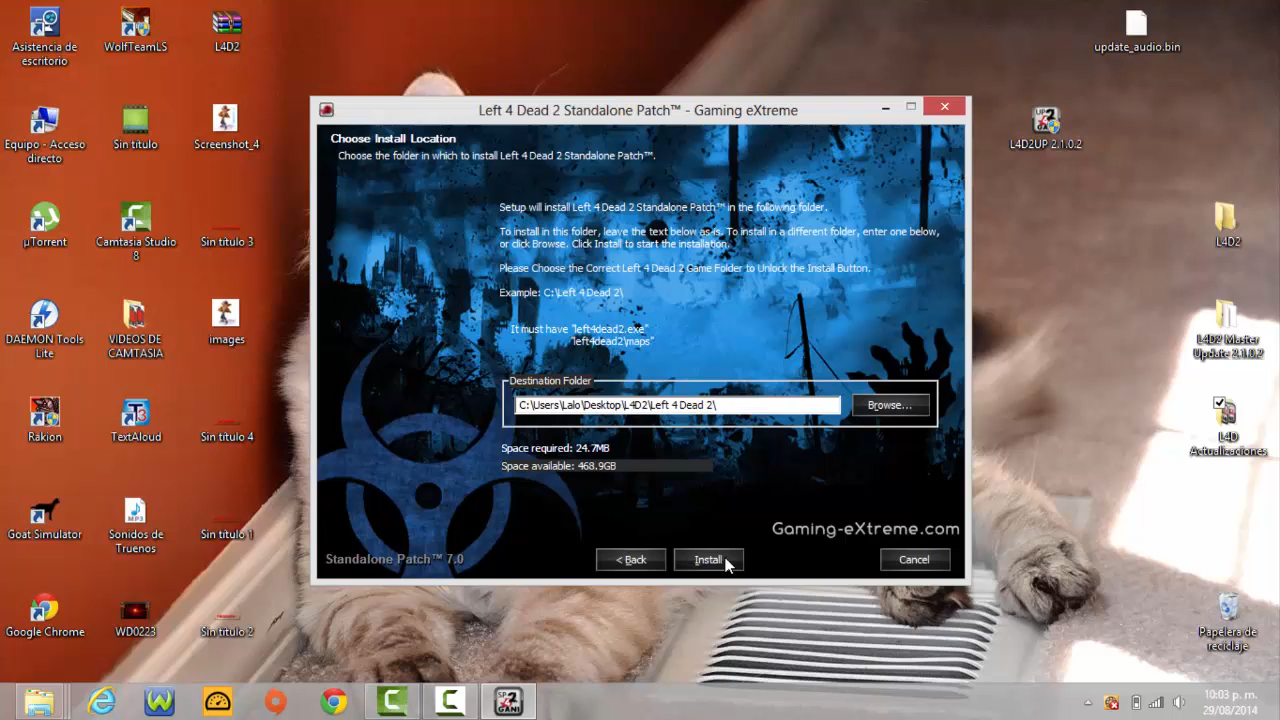 Asistencia de
escritorio
WolfTeamLS
L4D2
update_audio.bin
Equipo - Acceso
directo
Sin titulo
Screenshot_4
L4D2UP 2.1.0.2
µTorrent
Camtasia Studio
8
Sin titulo 3
L4D2
DAEMON Tools
Lite
VIDEOS DE
CAMTASIA
images
L4D2 Master
Update 2.1.0.2
Rakion
TextAloud
Sin titulo 4
L4D
Actualizaciones
Goat Simulator
Sonidos de
Truenos
Sin titulo 1
Google Chrome
WD0223
Sin titulo 2
Papelera de
reciclaje
Left 4 Dead 2 Standalone Patch™ - Gaming eXtreme
Choose Install Location
Choose the folder in which to install Left 4 Dead 2 Standalone Patch™.
Setup will install Left 4 Dead 2 Standalone Patch™ in the following folder.
To install in this folder, leave the text below as is. To install in a different folder, enter one below,
or click Browse. Click Install to start the installation.
Please Choose the Correct Left 4 Dead 2 Game Folder to Unlock the Install Button.
Example: C:\Left 4 Dead 2\
It must have "left4dead2.exe"
"left4dead2\maps"
Destination Folder
C:\Users\Lalo\Desktop\L4D2\Left 4 Dead 2\
Browse...
Space required: 24.7MB
Space available: 468.9GB
Gaming-eXtreme.com
Standalone Patch™ 7.0
< Back
Install
Cancel
10:03 p. m.
29/08/2014